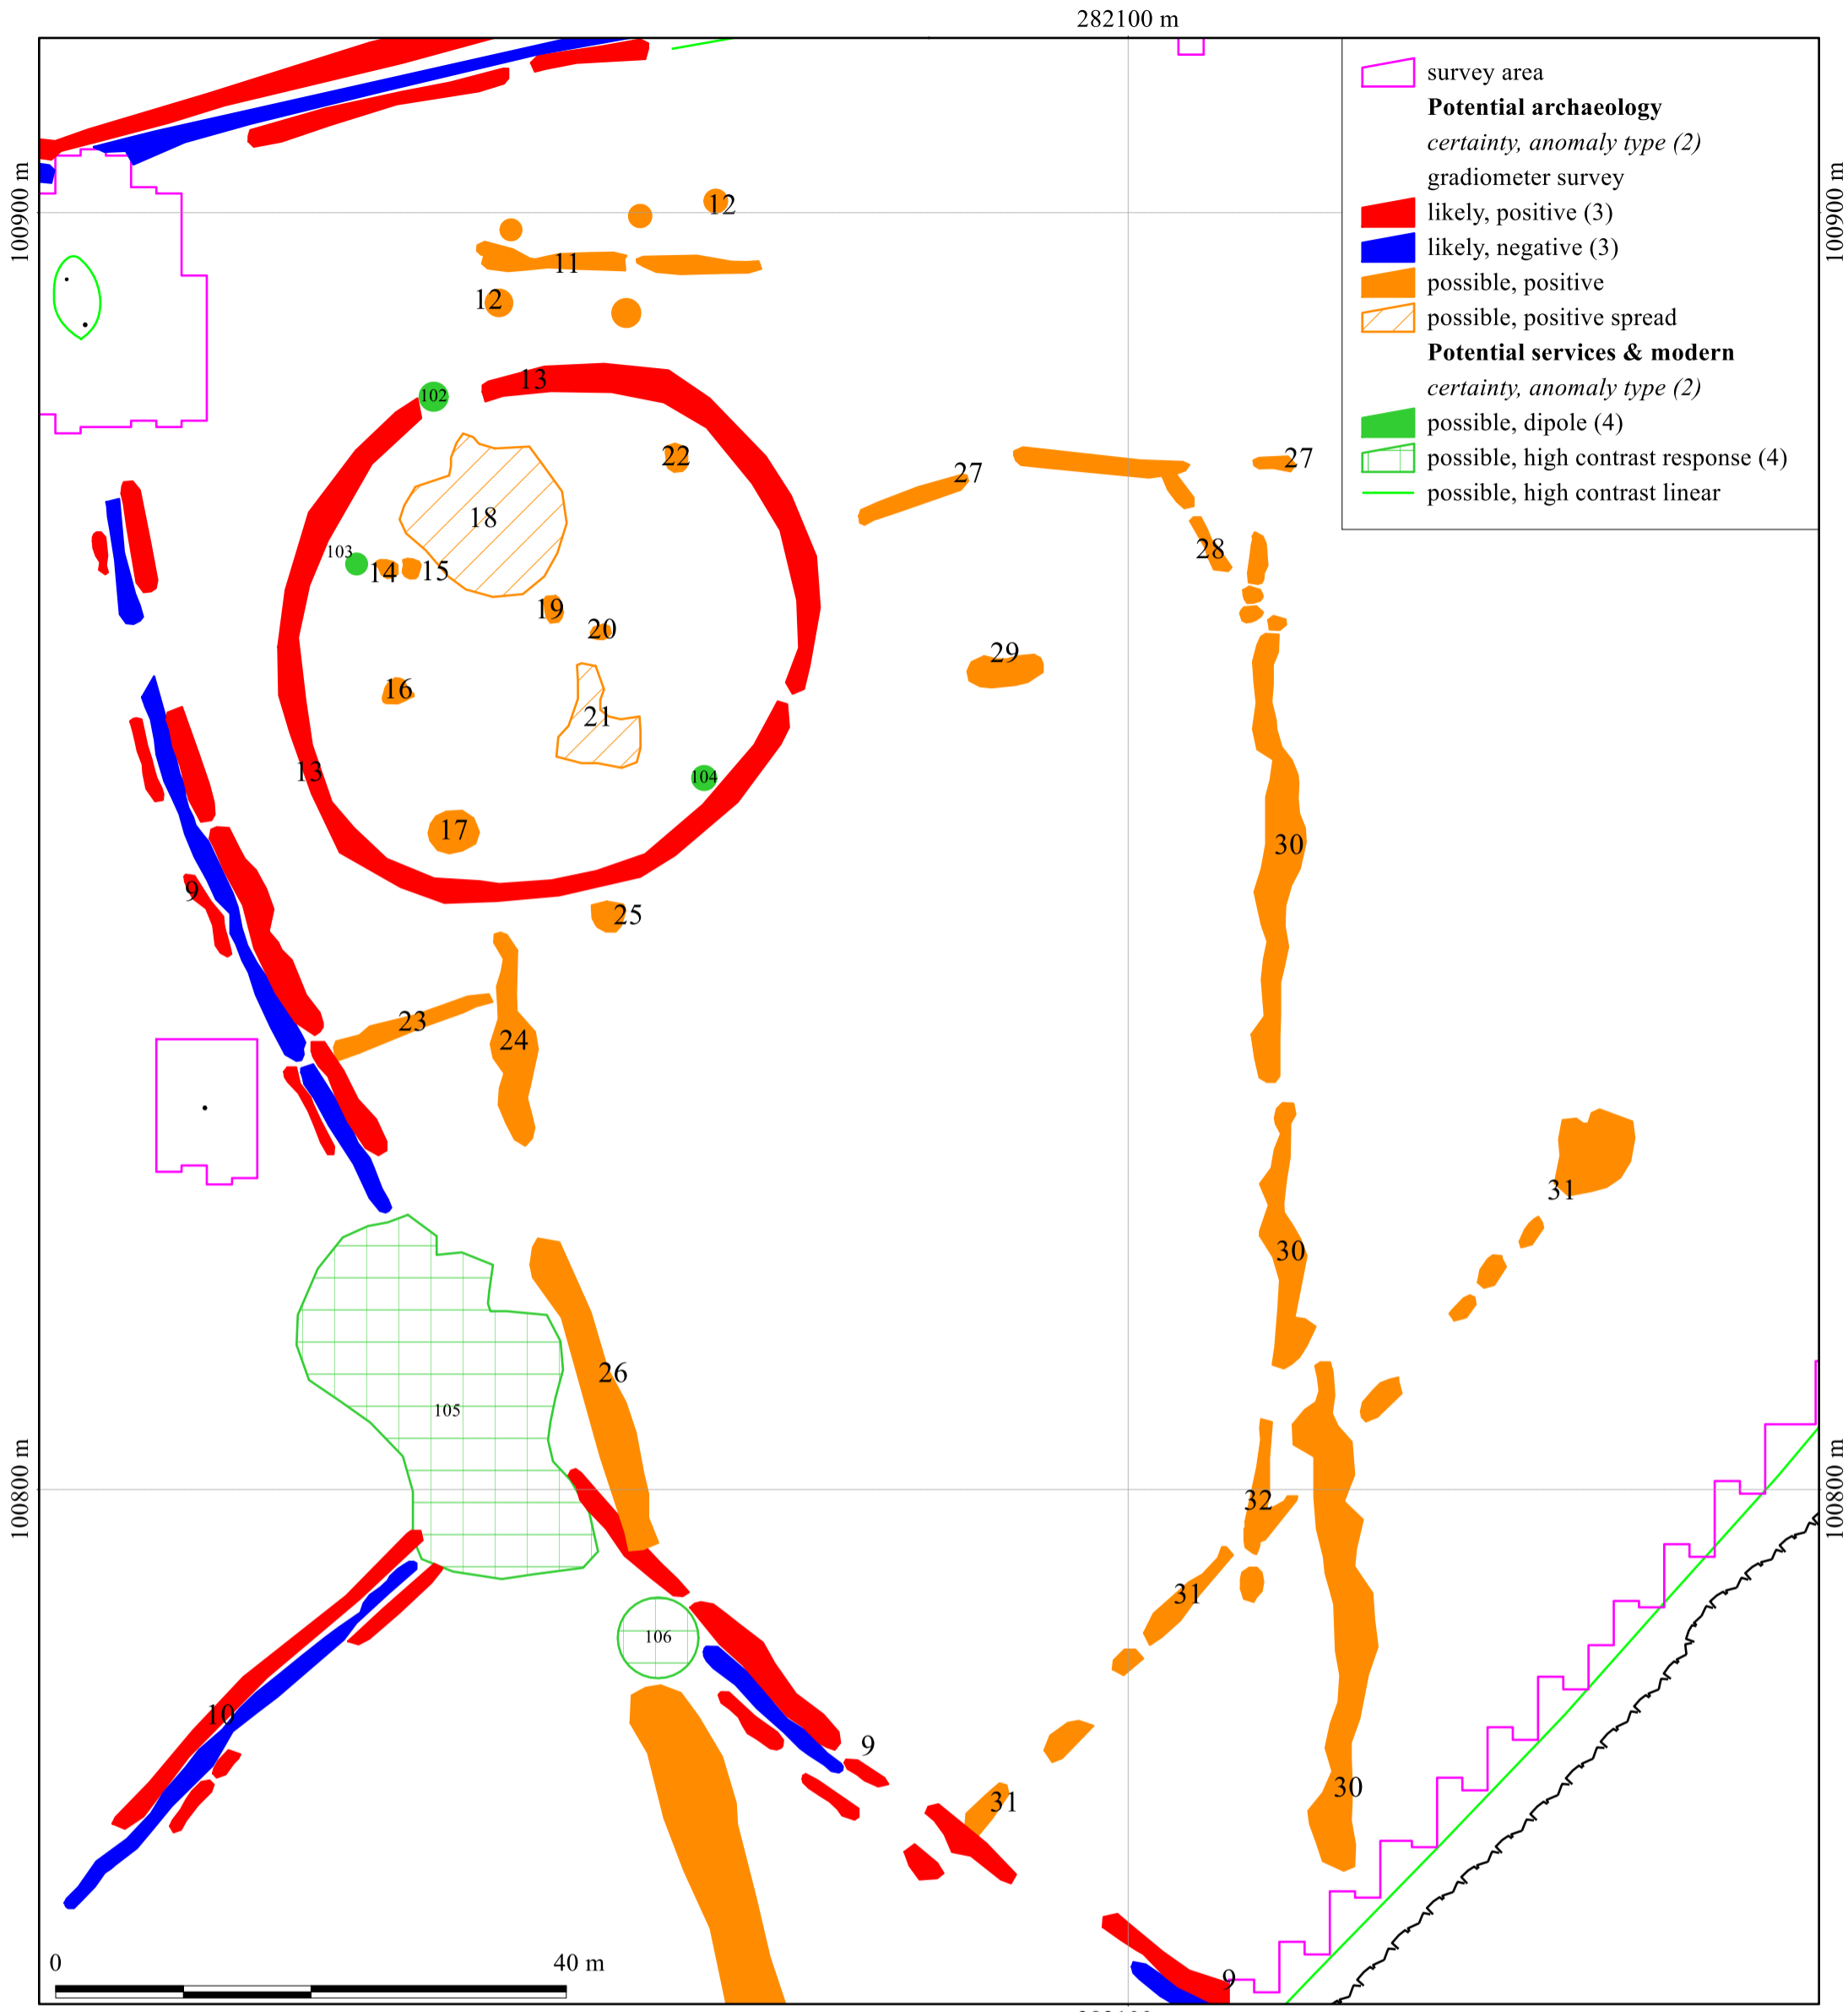 282100 m
survey area
Potential archaeology
certainty, anomaly type (2)
gradiometer survey
likely, positive (3)
likely, negative (3)
possible, positive
possible, positive spread
Potential services & modern
certainty, anomaly type (2)
possible, dipole (4)
possible, high contrast response (4)
possible, high contrast linear
100900 m
100900 m
12
11
12
13
102
22
27
27
18
28
103
14
15
19
20
29
16
21
13
104
17
30
9
25
23
24
31
30
26
105
100800 m
100800 m
32
31
106
10
9
30
31
0
40 m
9
282100 m